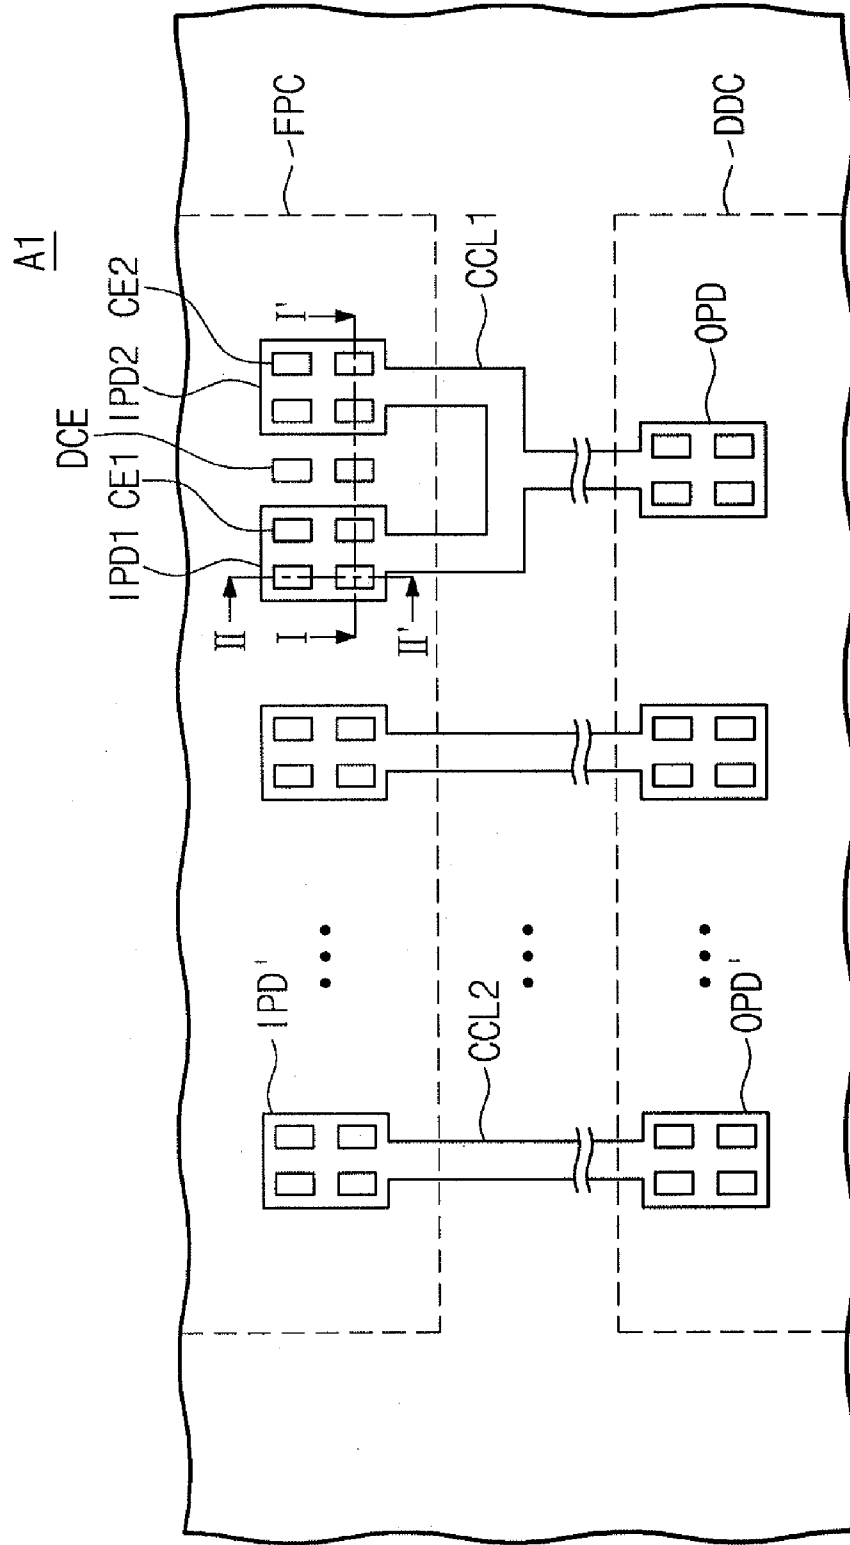 A1
FPC
CE2
IPD2
DCE
CE1
IPD1
I'
II
I
II'
CCL1
DDC
OPD
IPD'
CCL2
OPD'